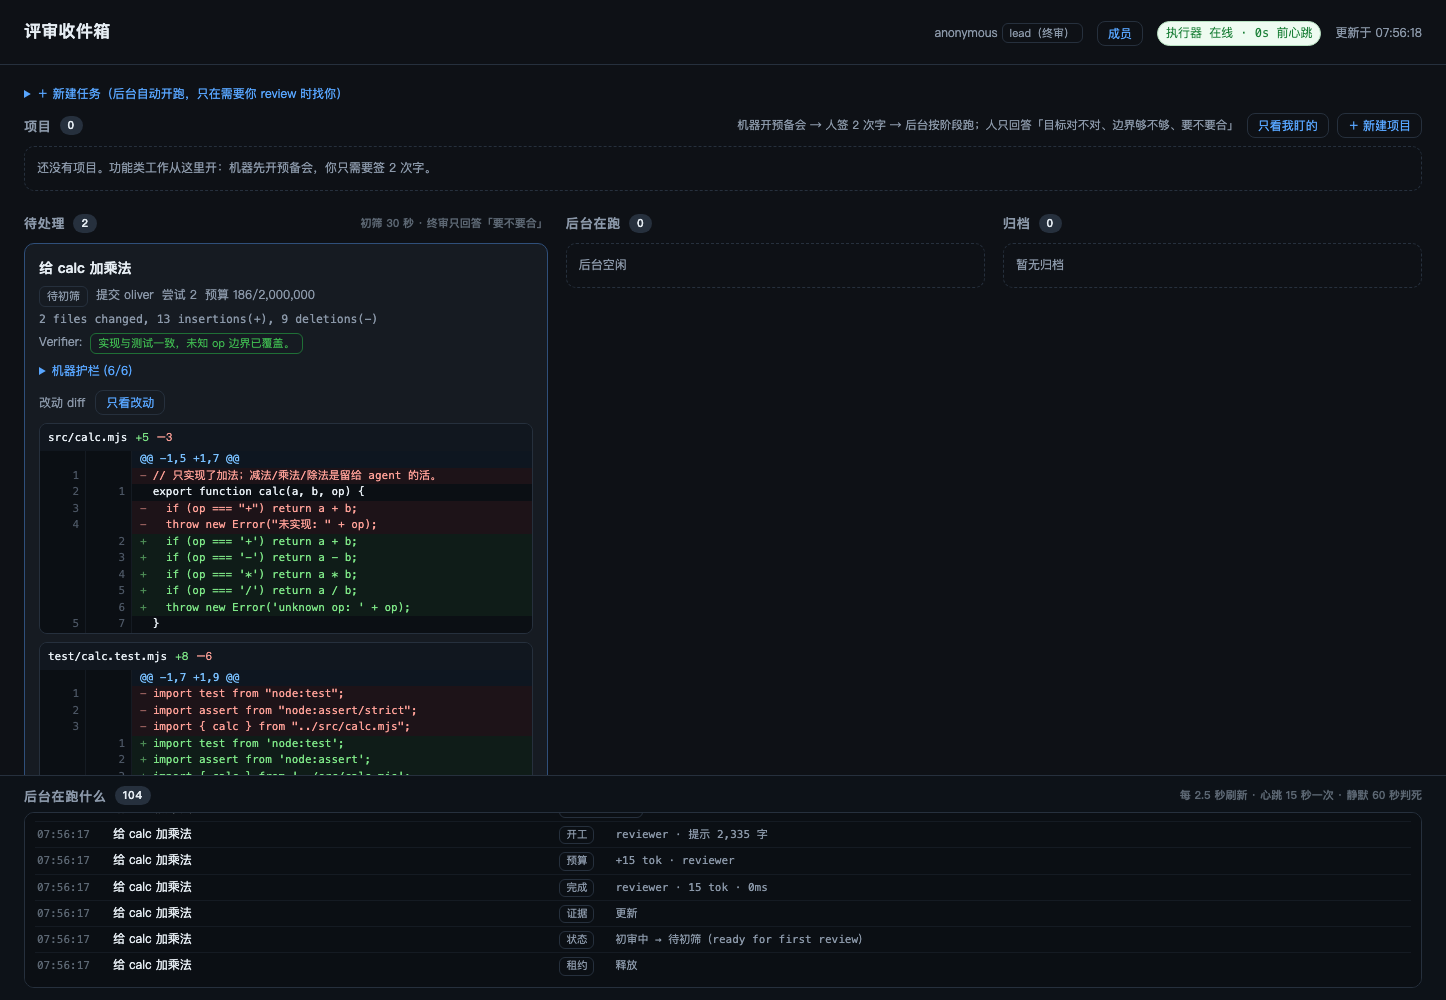 评审收件箱
anonymous lead（终审） 成员 执行器 在线 · 0s 前心跳 更新于 07:56:18
▶ ＋ 新建任务（后台自动开跑，只在需要你 review 时找你）
项目 0 机器开预备会 → 人签 2 次字 → 后台按阶段跑；人只回答「目标对不对、边界够不够、要不要合」 只看我盯的 ＋ 新建项目
还没有项目。功能类工作从这里开：机器先开预备会，你只需要签 2 次字。
待处理 2 初筛 30 秒 · 终审只回答「要不要合」
给 calc 加乘法
待初筛 提交 oliver 尝试 2 预算 186/2,000,000
2 files changed, 13 insertions(+), 9 deletions(-)
Verifier: 实现与测试一致，未知 op 边界已覆盖。
▶ 机器护栏 (6/6)
改动 diff 只看改动
src/calc.mjs +5 −3
@@ -1,5 +1,7 @@
1 − // 只实现了加法；减法/乘法/除法是留给 agent 的活。
2 1 export function calc(a, b, op) {
3 − if (op === "+") return a + b;
4 − throw new Error("未实现: " + op);
2 + if (op === '+') return a + b;
3 + if (op === '-') return a - b;
4 + if (op === '*') return a * b;
5 + if (op === '/') return a / b;
6 + throw new Error('unknown op: ' + op);
5 7 }
test/calc.test.mjs +8 −6
@@ -1,7 +1,9 @@
1 − import test from "node:test";
2 − import assert from "node:assert/strict";
3 − import { calc } from "../src/calc.mjs";
1 + import test from 'node:test';
2 + import assert from 'node:assert';
后台在跑 0
后台空闲
归档 0
暂无归档
后台在跑什么 104 每 2.5 秒刷新 · 心跳 15 秒一次 · 静默 60 秒判死
07:56:17 给 calc 加乘法 开工 reviewer · 提示 2,335 字
07:56:17 给 calc 加乘法 预算 +15 tok · reviewer
07:56:17 给 calc 加乘法 完成 reviewer · 15 tok · 0ms
07:56:17 给 calc 加乘法 证据 更新
07:56:17 给 calc 加乘法 状态 初审中 → 待初筛（ready for first review）
07:56:17 给 calc 加乘法 租约 释放